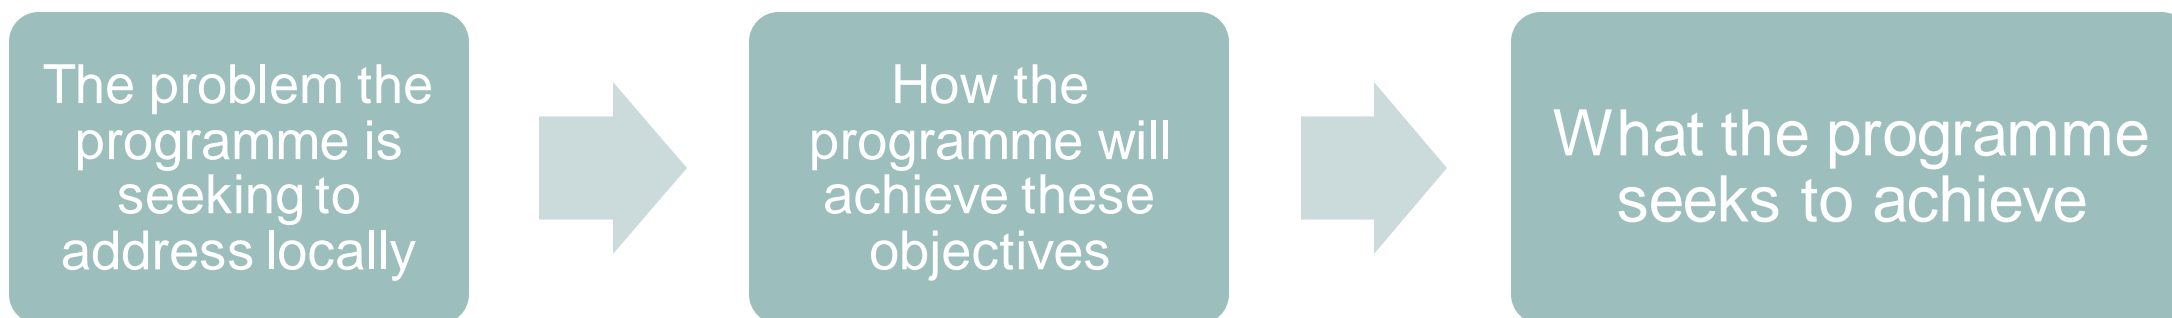 The problem the
programme is
seeking to
address locally
How the
programme will
achieve these
objectives
What the programme
seeks to achieve